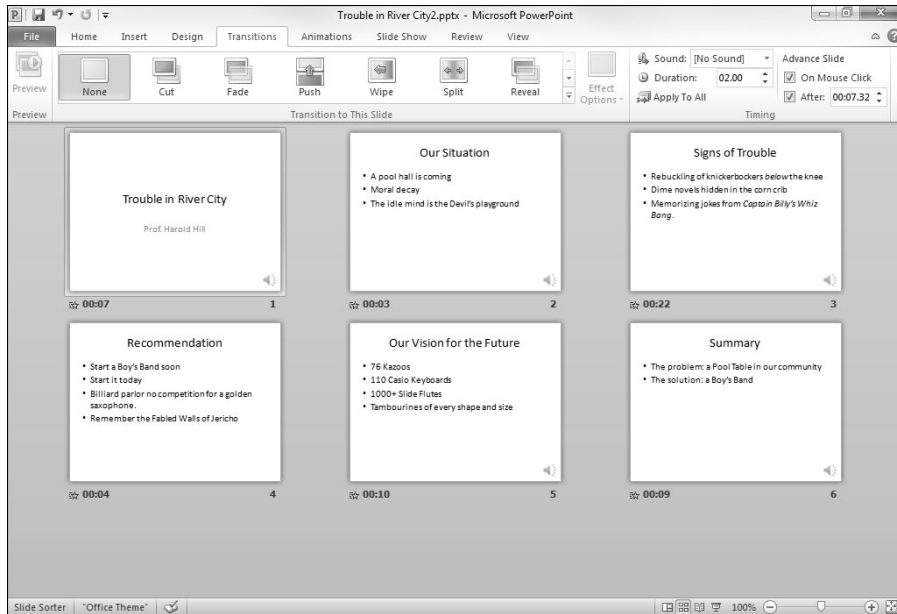 Trouble in River City2.pptx - Microsoft PowerPoint
File Home Insert Design Transitions Animations Slide Show Review View
Preview
None Cut Fade Push Wipe Split Reveal
Effect Options
Sound: [No Sound]
Duration: 02.00
Apply To All
Advance Slide
On Mouse Click
After: 00:07.32
Preview Transition to This Slide Timing
Trouble in River City
Prof. Harold Hill
00:07 1
Our Situation
• A pool hall is coming
• Moral decay
• The idle mind is the Devil's playground
00:03 2
Signs of Trouble
• Rebuckling of knickerbockers below the knee
• Dime novels hidden in the corn crib
• Memorizing jokes from Captain Billy's Whiz
Bang.
00:22 3
Recommendation
• Start a Boy's Band soon
• Start it today
• Billiard parlor no competition for a golden
saxophone.
• Remember the Fabled Walls of Jericho
00:04 4
Our Vision for the Future
• 76 Kazoos
• 110 Casio Keyboards
• 1000+ Slide Flutes
• Tambourines of every shape and size
00:10 5
Summary
• The problem: a Pool Table in our community
• The solution: a Boy's Band
00:09 6
Slide Sorter "Office Theme" 100%